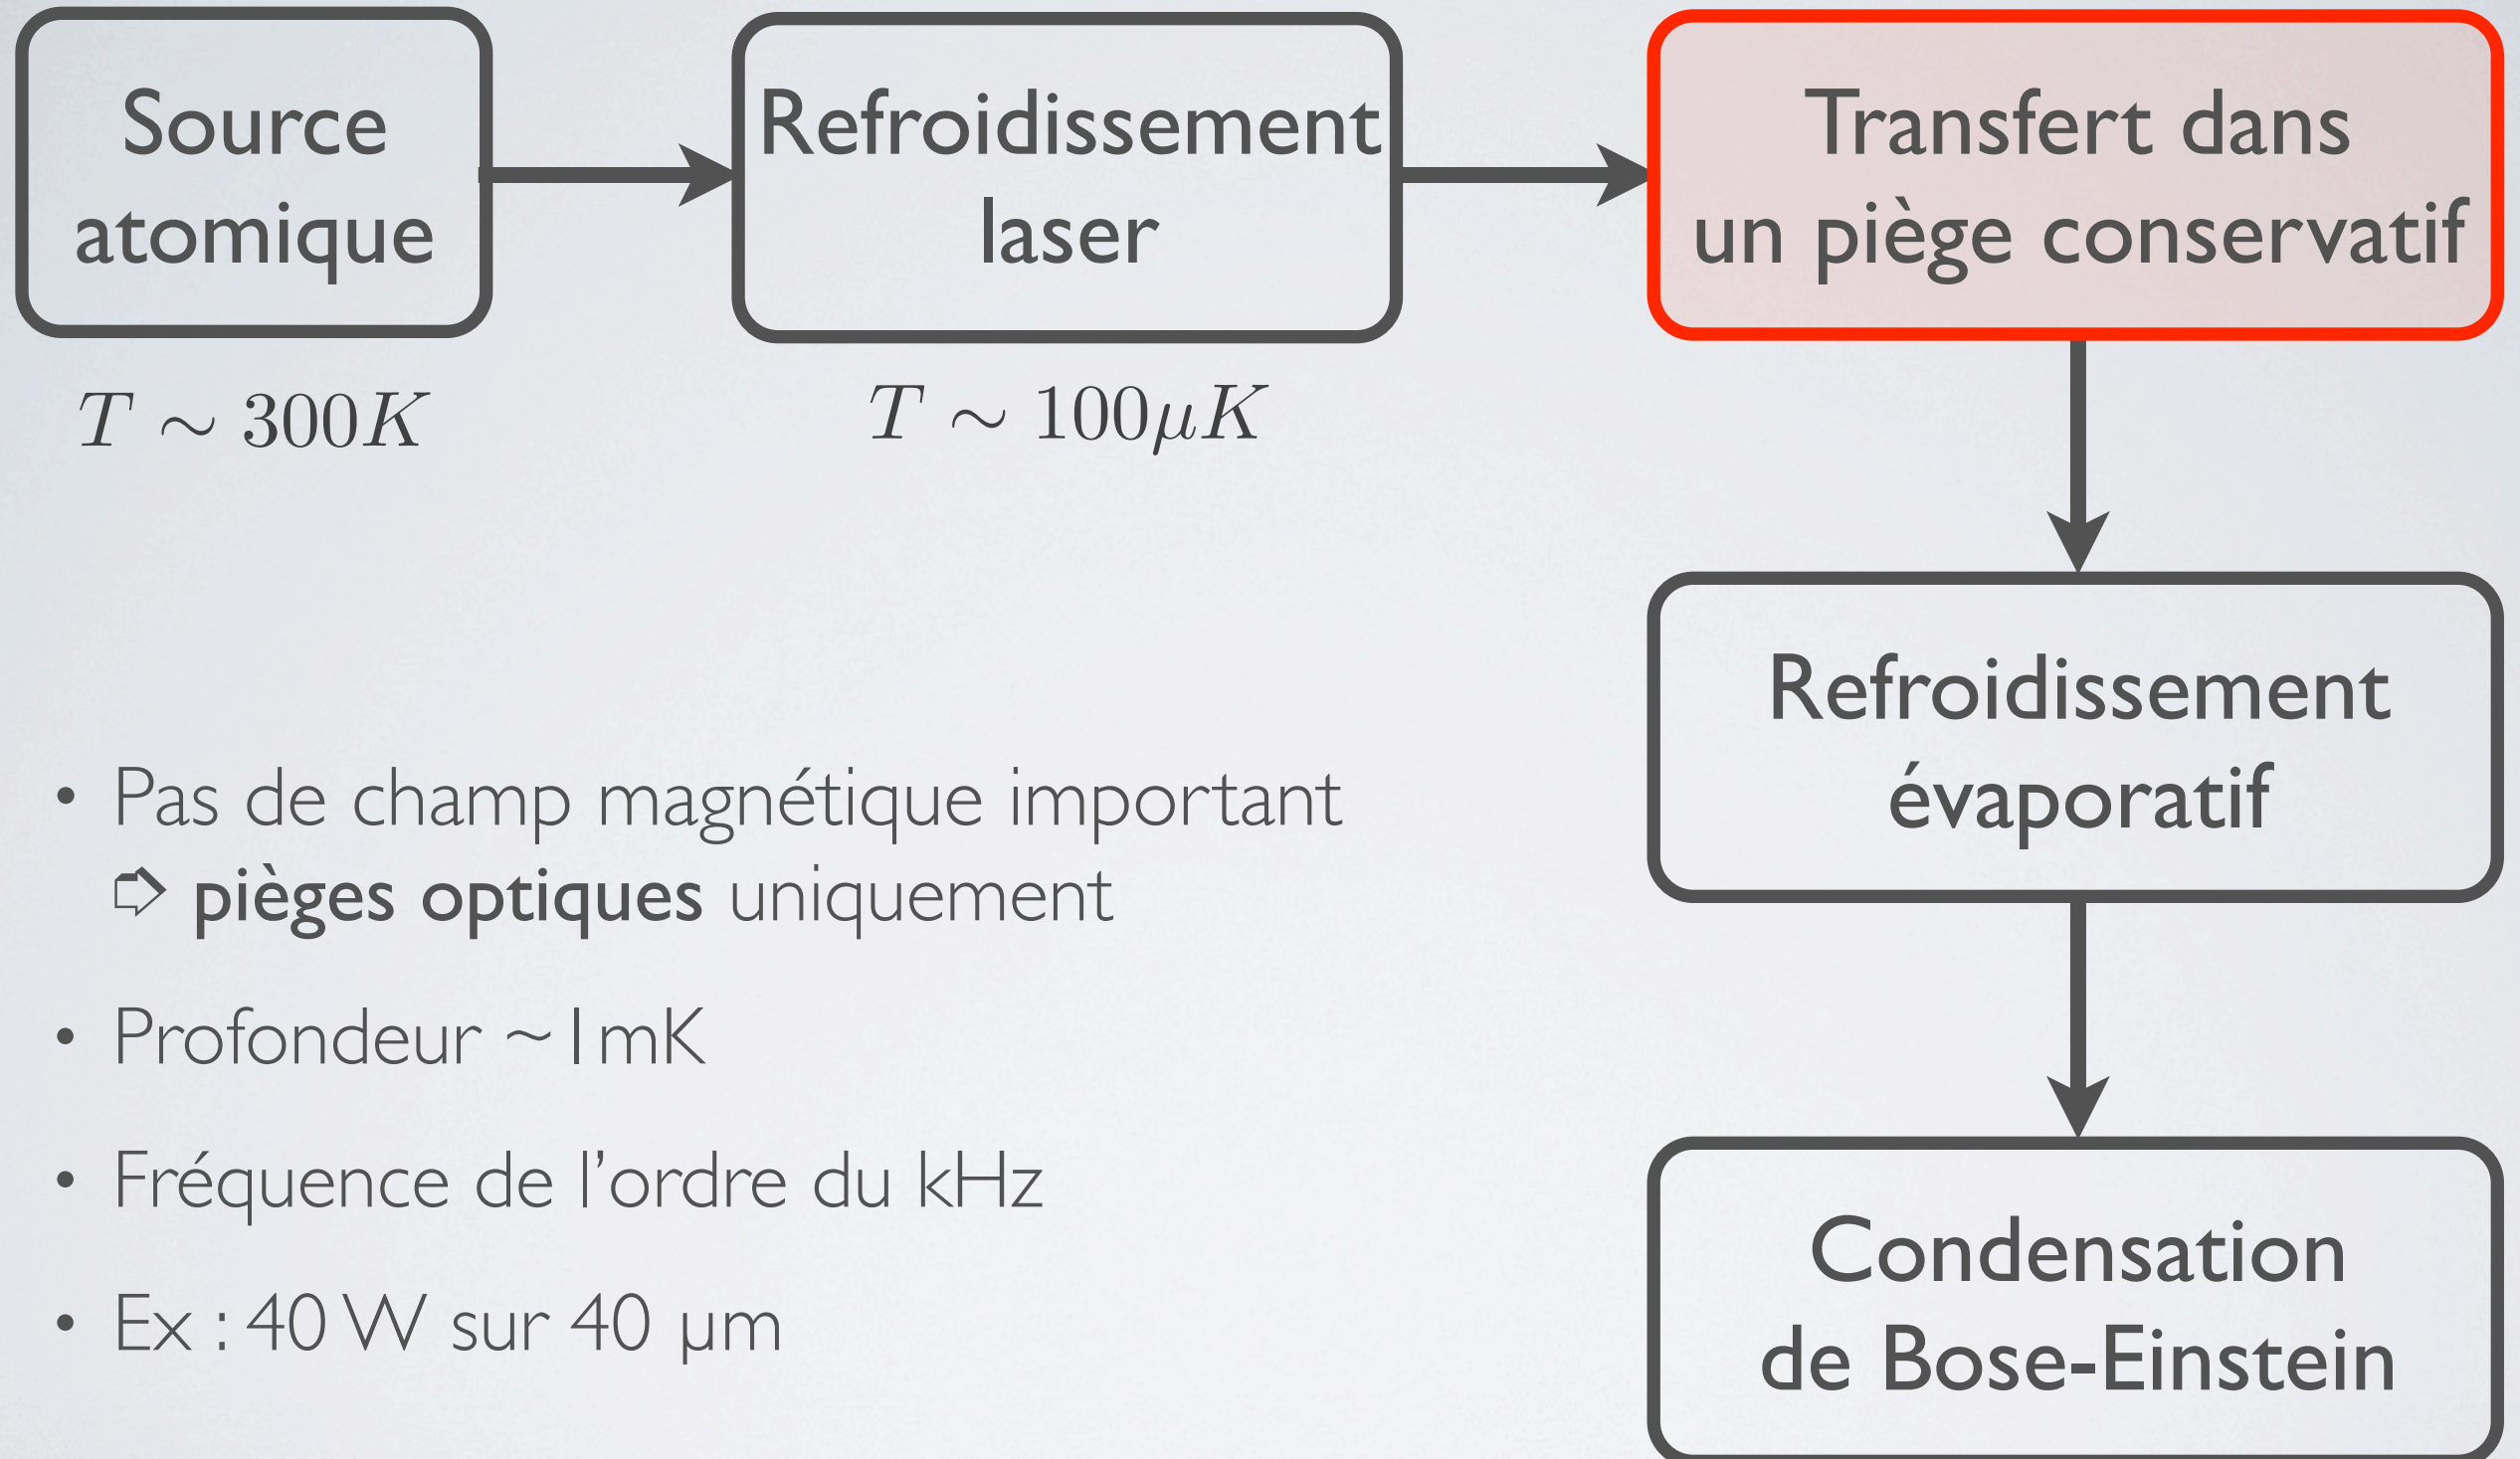 Source
atomique
Refroidissement
laser
Transfert dans
un piège conservatif
T ∼ 300K
T ∼ 100μK
Refroidissement
évaporatif
• Pas de champ magnétique important
➩ pièges optiques uniquement
• Profondeur ~1mK
• Fréquence de l’ordre du kHz
• Ex : 40 W sur 40 μm
Condensation
de Bose-Einstein